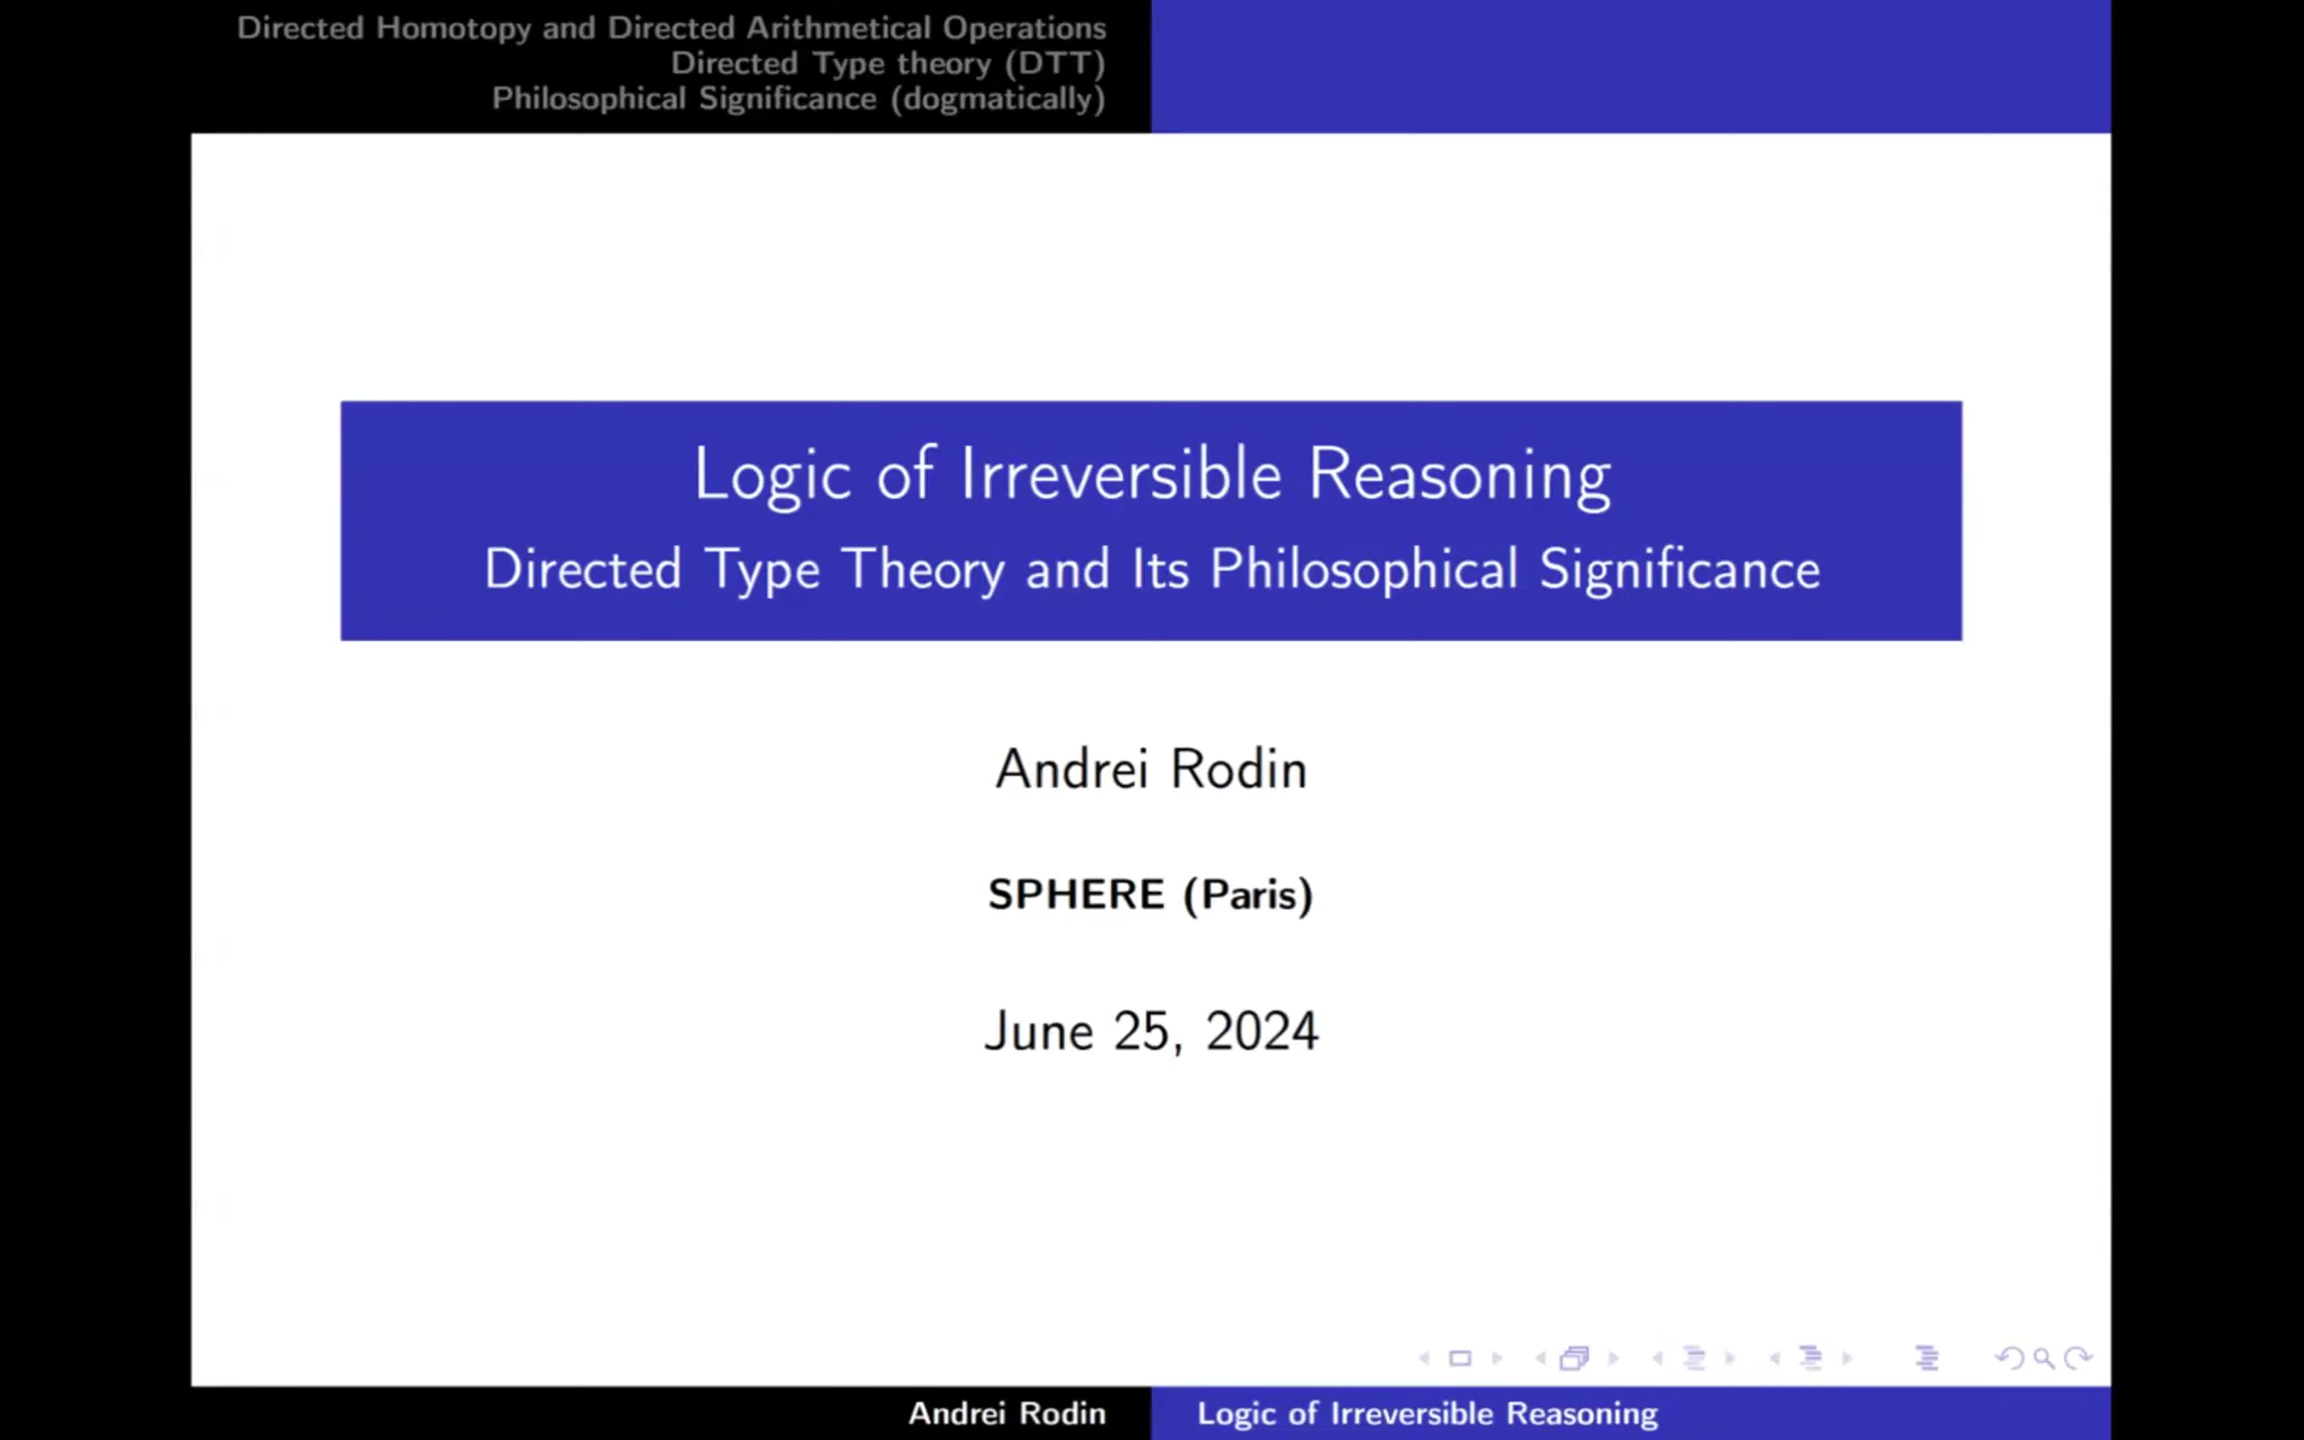 Directed Homotopy and Directed Arithmetical Operations
Directed Type theory (DTT)
Philosophical Significance (dogmatically)
Logic of Irreversible Reasoning
Directed Type Theory and Its Philosophical Significance
Andrei Rodin
SPHERE (Paris)
June 25, 2024
Andrei Rodin
Logic of Irreversible Reasoning